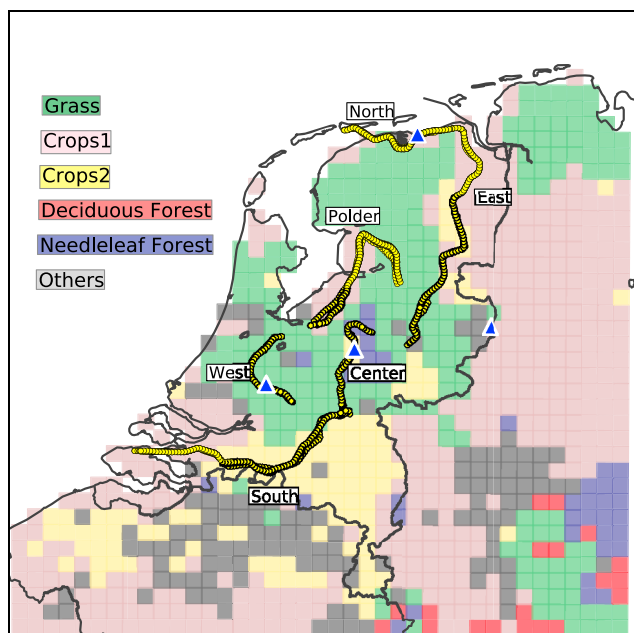 Grass
North
Crops1
Crops2
East
Deciduous Forest
Polder
Needleleaf Forest
Others
West
Center
South